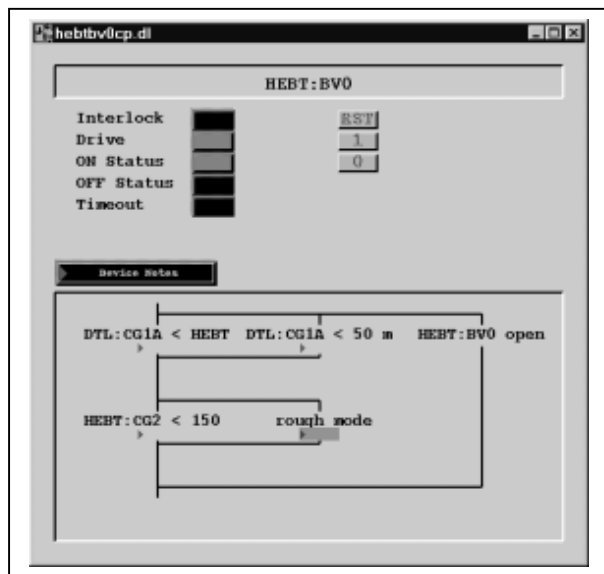 hebtbv0cp.dl
HEBT:BV0
Interlock RST
Drive 1
ON Status 0
OFF Status
Timeout
Device Notes
DTL:CG1A < HEBT DTL:CG1A < 50 m HEBT:BV0 open
HEBT:CG2 < 150 rough mode